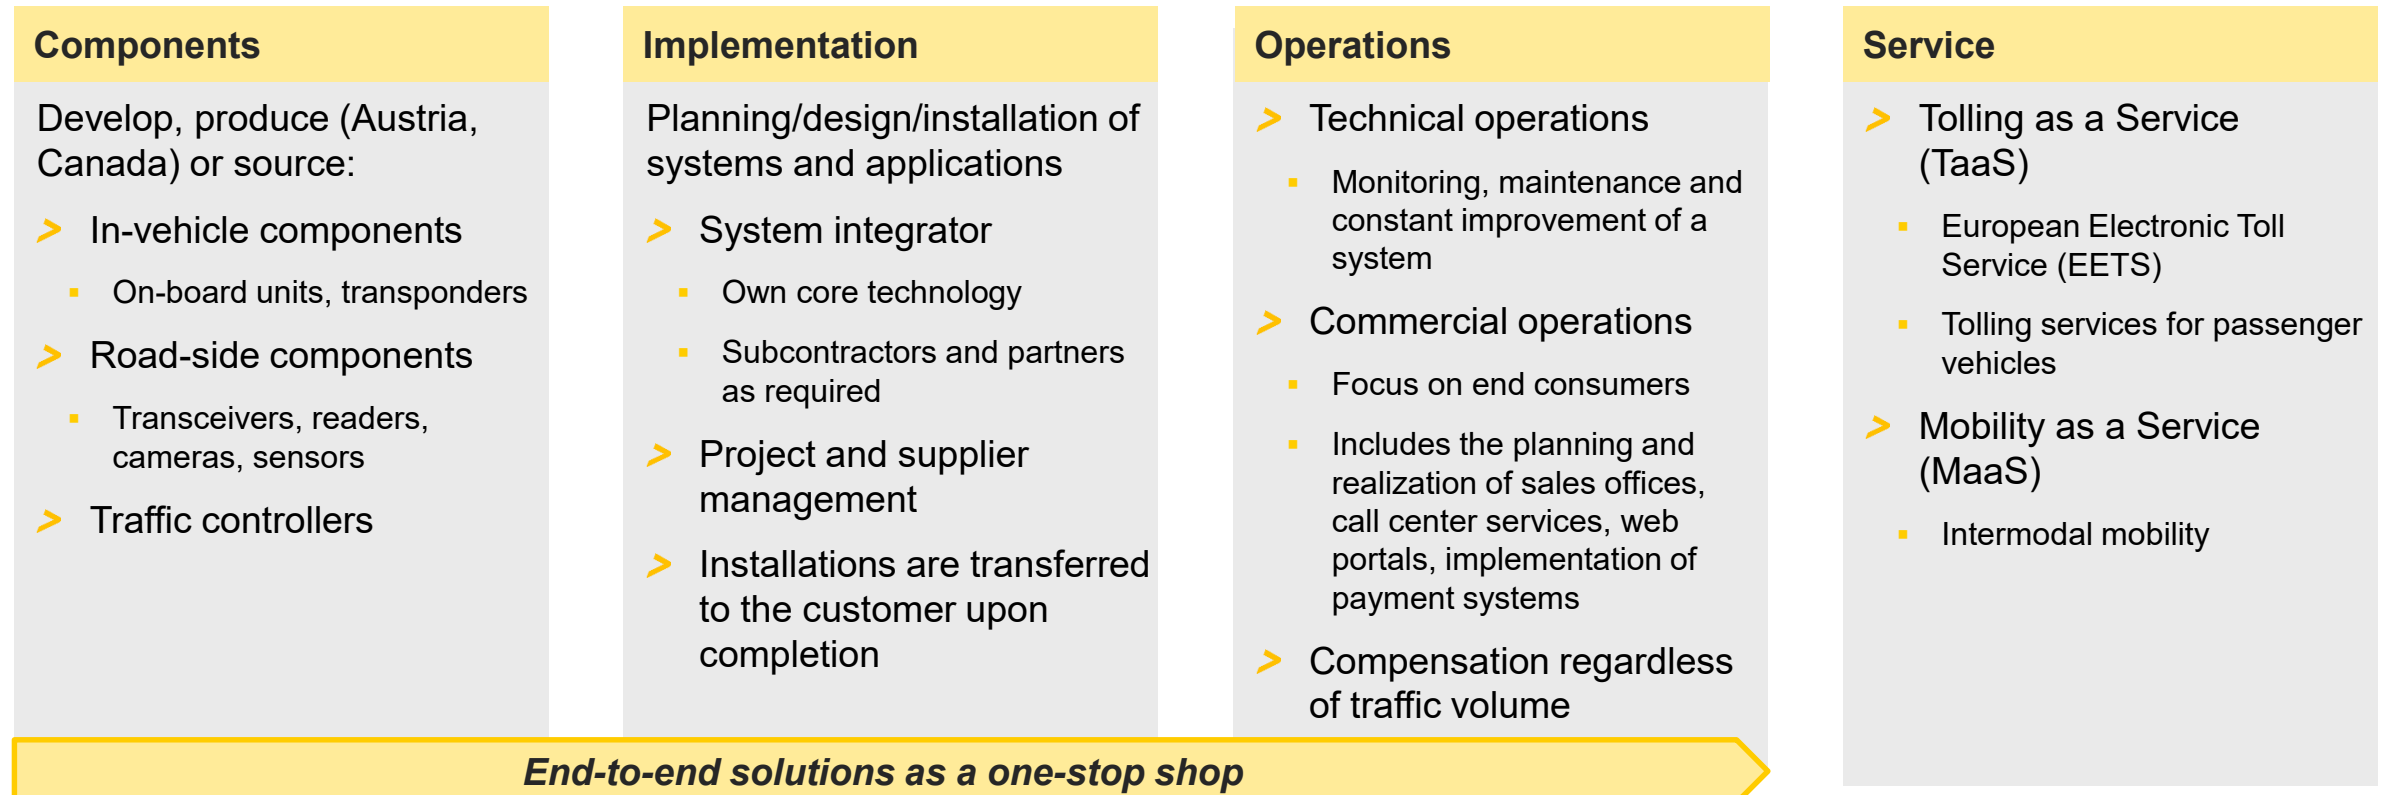 Components
Develop, produce (Austria,
Canada) or source:
> In-vehicle components
▪ On-board units, transponders
> Road-side components
▪ Transceivers, readers,
cameras, sensors
> Traffic controllers
Implementation
Planning/design/installation of
systems and applications
> System integrator
▪ Own core technology
▪ Subcontractors and partners
as required
> Project and supplier
management
> Installations are transferred
to the customer upon
completion
Operations
> Technical operations
▪ Monitoring, maintenance and
constant improvement of a
system
> Commercial operations
▪ Focus on end consumers
▪ Includes the planning and
realization of sales offices,
call center services, web
portals, implementation of
payment systems
> Compensation regardless
of traffic volume
Service
> Tolling as a Service
(TaaS)
▪ European Electronic Toll
Service (EETS)
▪ Tolling services for passenger
vehicles
> Mobility as a Service
(MaaS)
▪ Intermodal mobility
End-to-end solutions as a one-stop shop